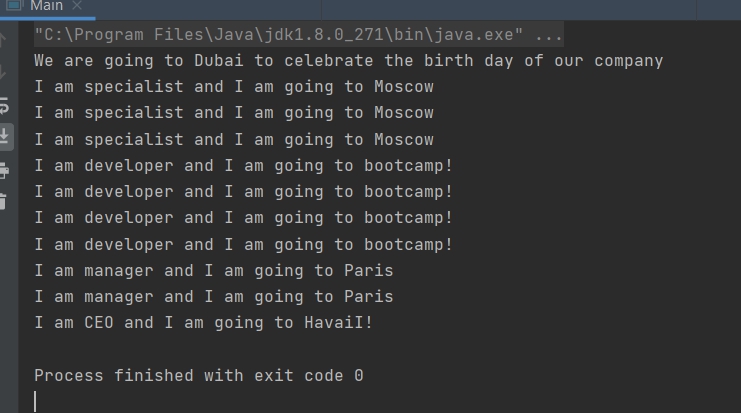 Main
"C:\Program Files\Java\jdk1.8.0_271\bin\java.exe" ...
We are going to Dubai to celebrate the birth day of our company
I am specialist and I am going to Moscow
I am specialist and I am going to Moscow
I am specialist and I am going to Moscow
I am developer and I am going to bootcamp!
I am developer and I am going to bootcamp!
I am developer and I am going to bootcamp!
I am developer and I am going to bootcamp!
I am manager and I am going to Paris
I am manager and I am going to Paris
I am CEO and I am going to HavaiI!
Process finished with exit code 0